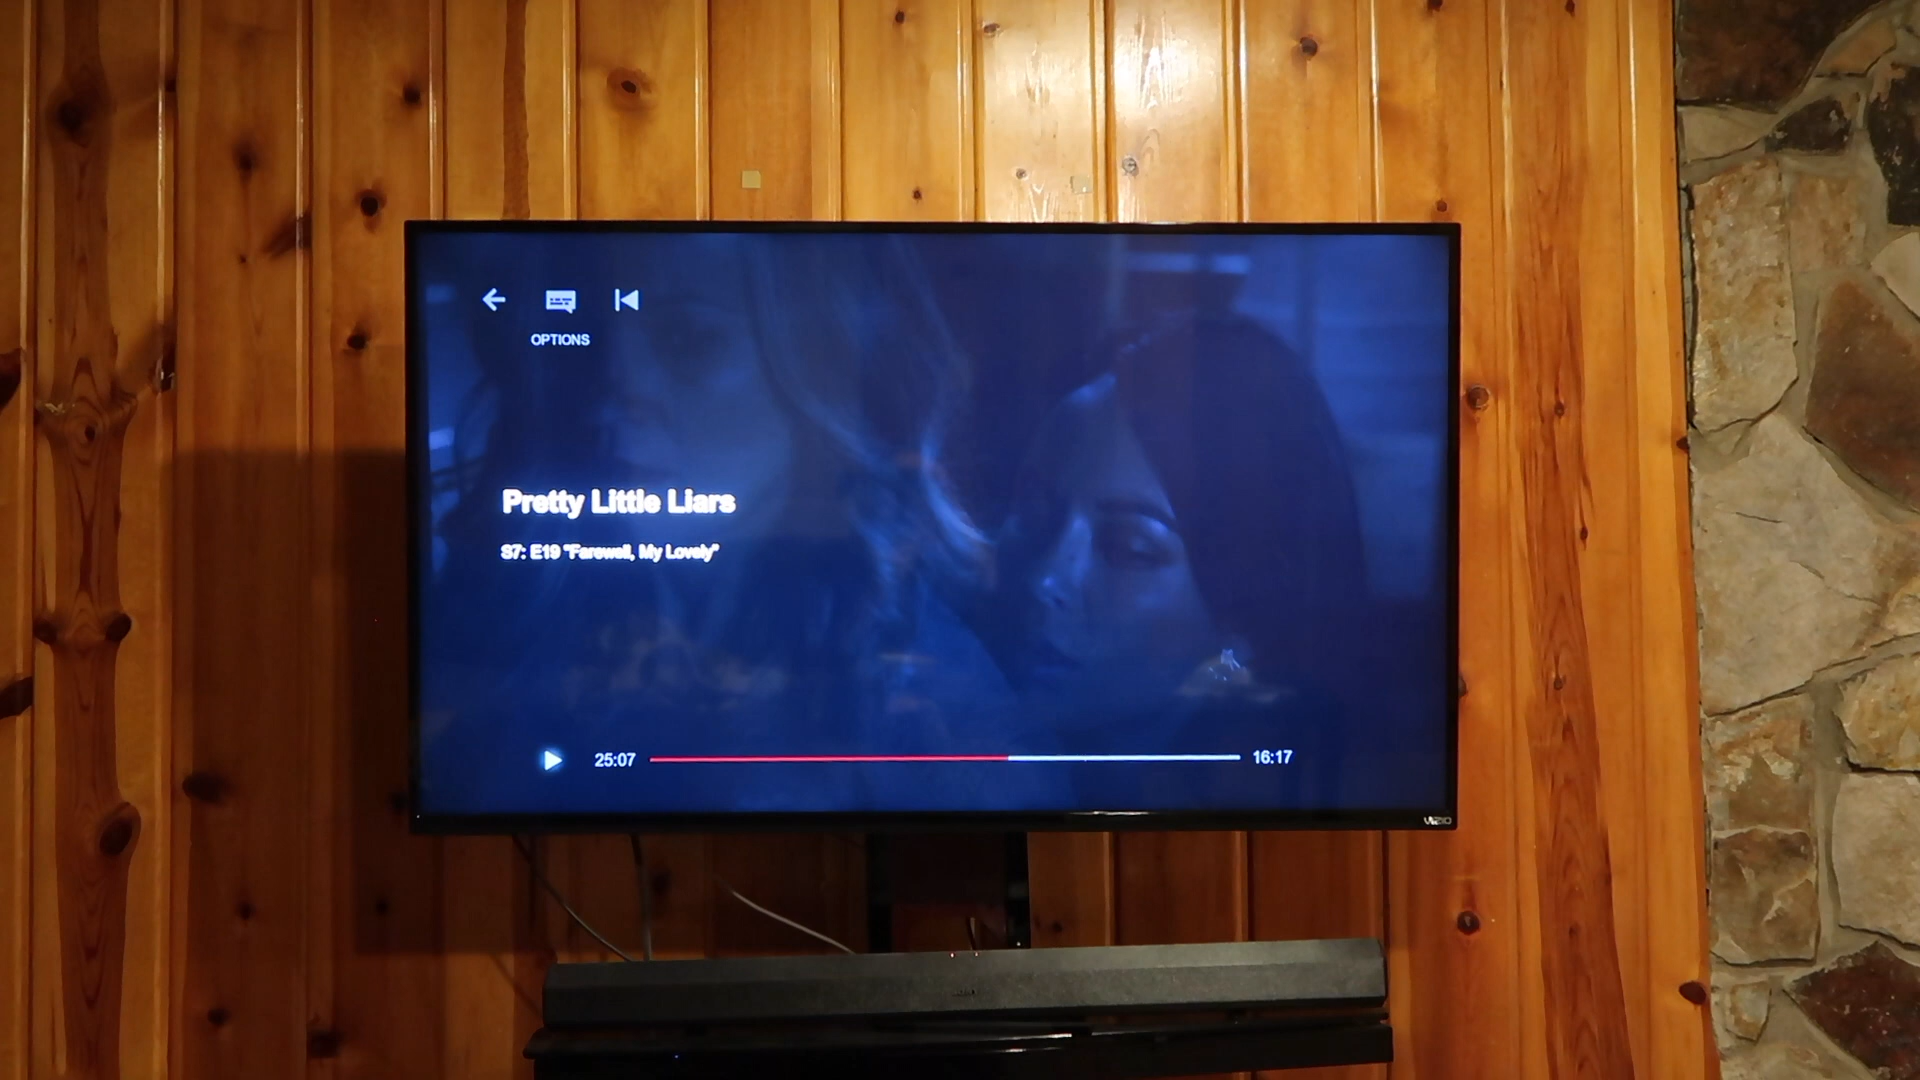 OPTIONS
Pretty Little Liars
S7: E19 "Farewell, My Lovely"
25:07
16:17
VIZIO